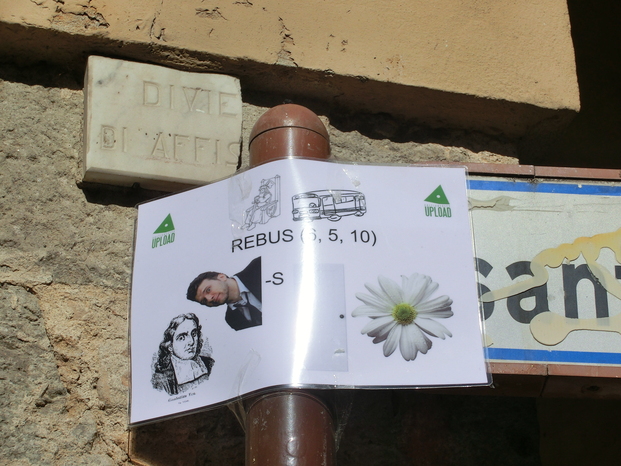 DIVIE
DI AFFIS
UPLOAD
UPLOAD
REBUS (6, 5, 10)
-S
sant